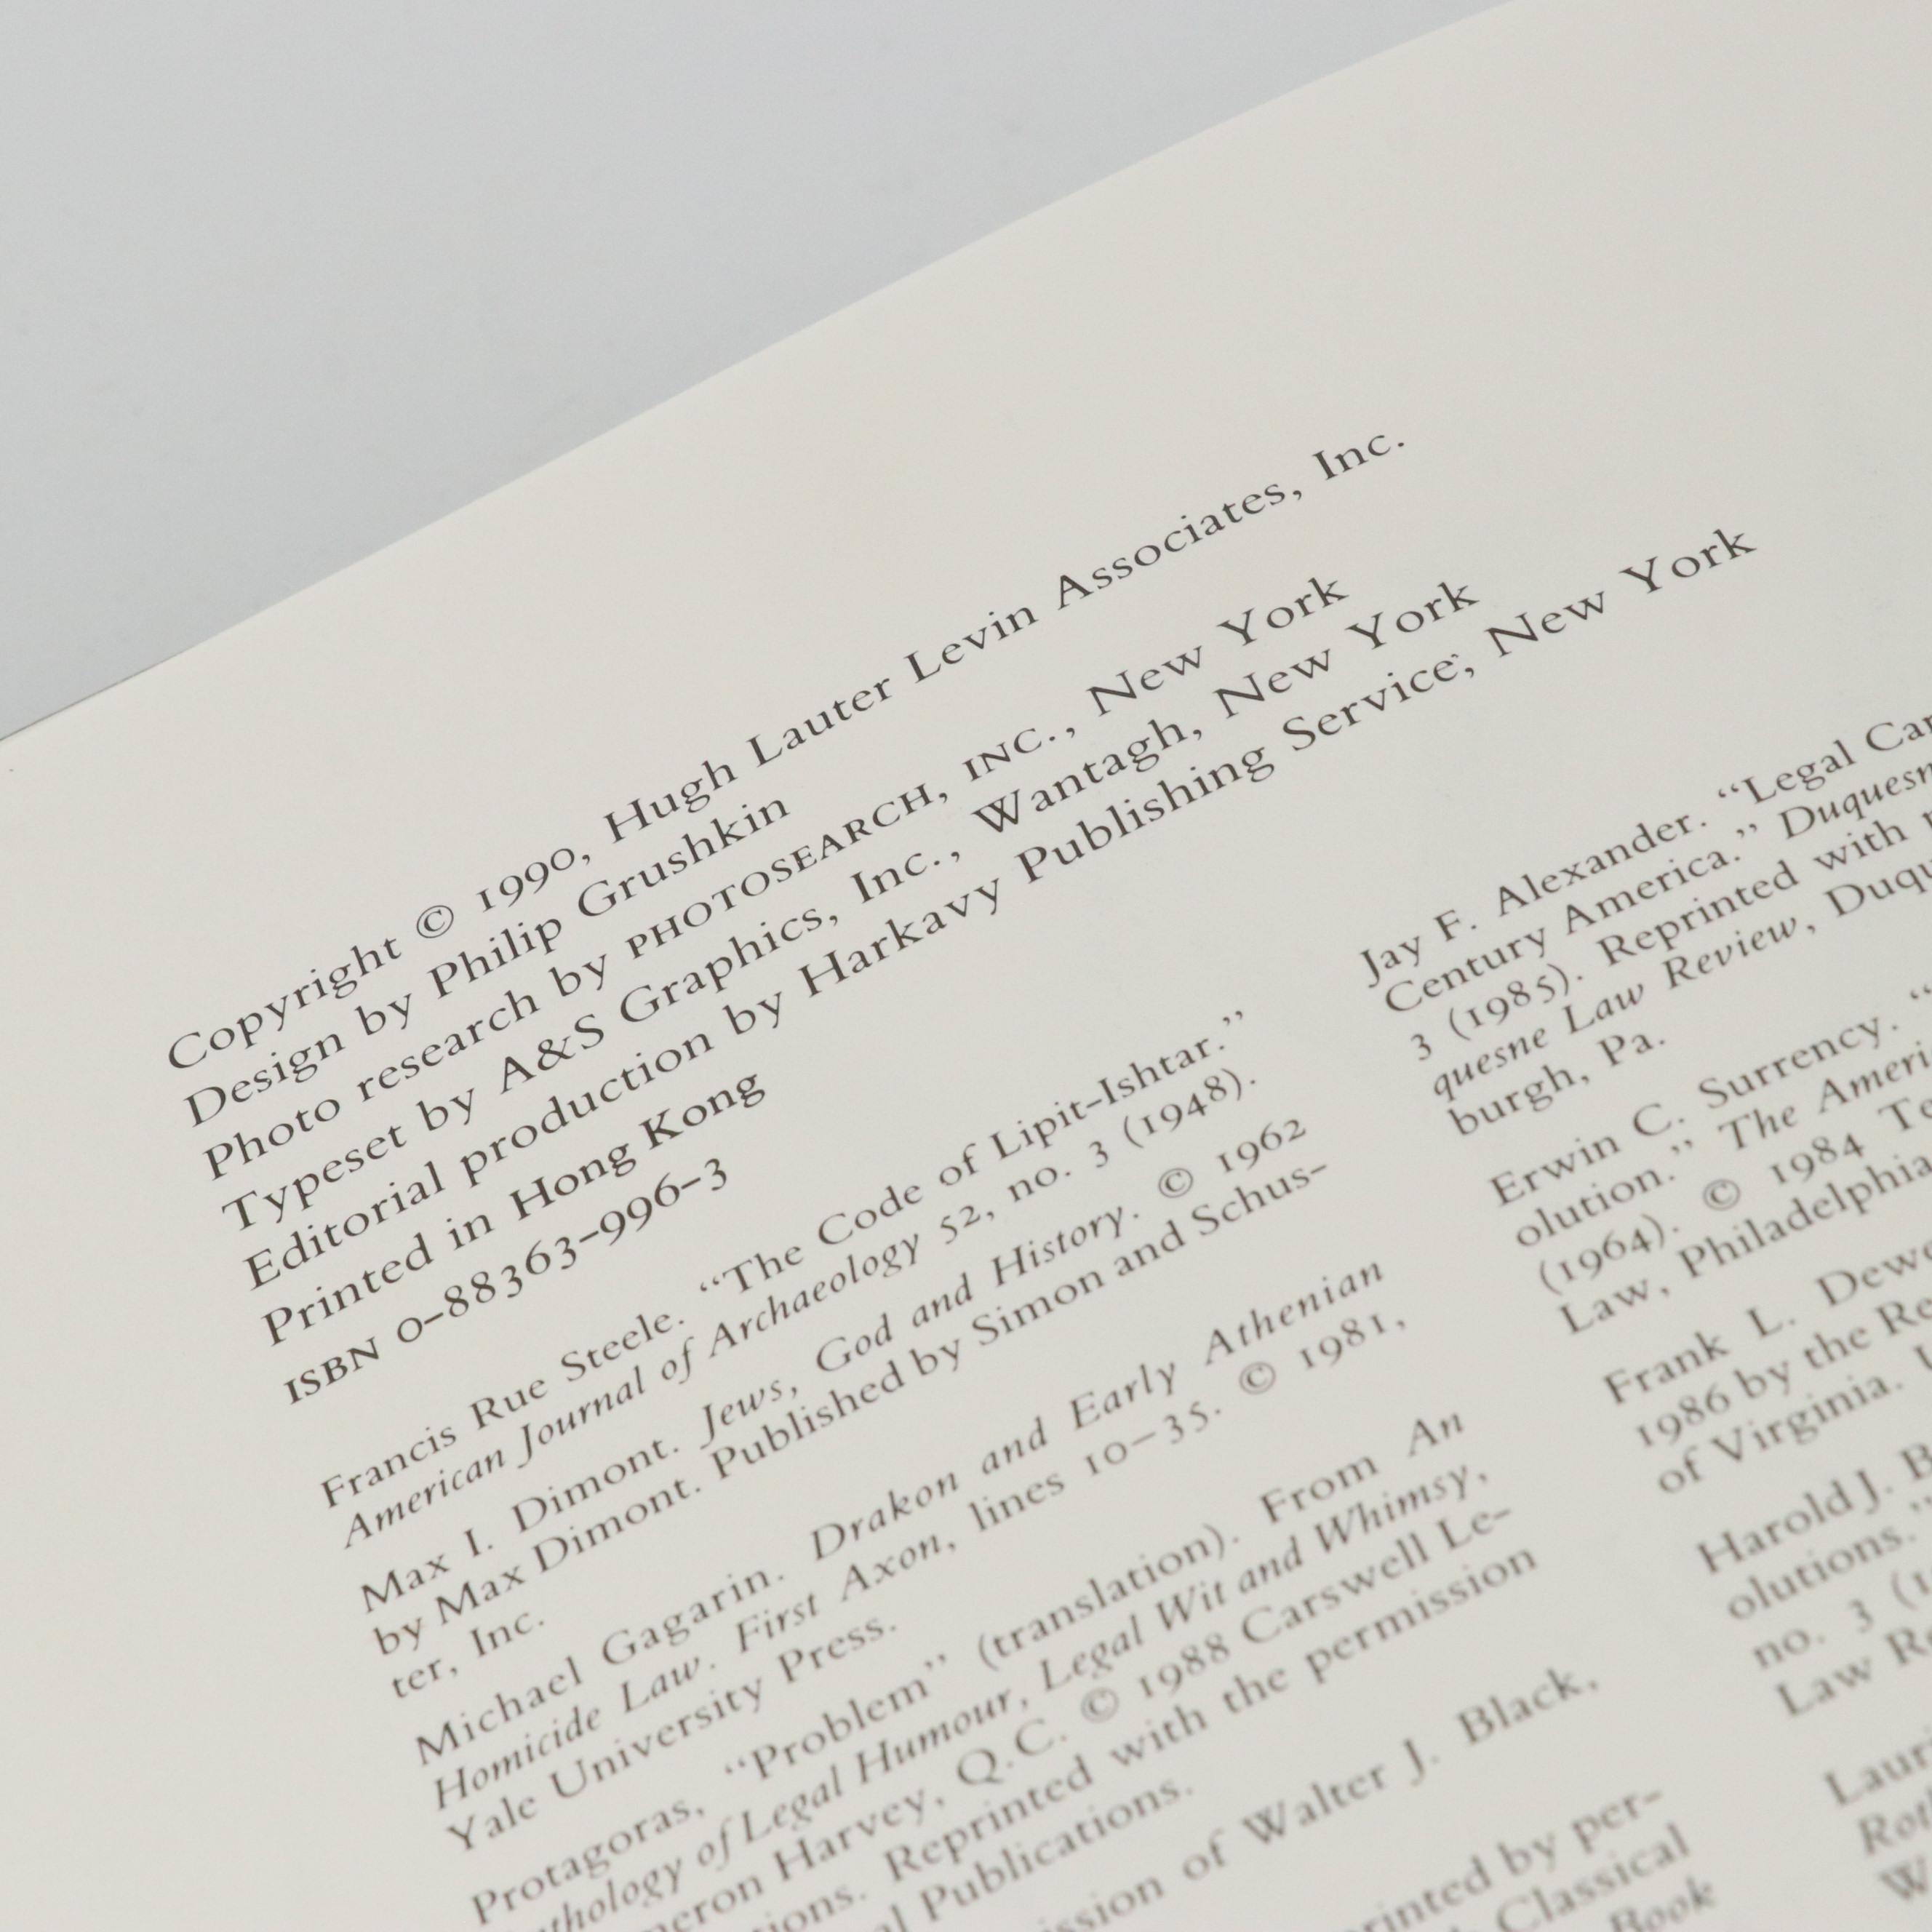 Copyright © 1990, Hugh Lauter Levin Associates, Inc.
Design by Philip Grushkin
Photo research by PHOTOSEARCH, INC., New York
Typeset by A&S Graphics, Inc., Wantagh, New York
Editorial production by Harkavy Publishing Service, New York
Printed in Hong Kong
ISBN 0-88363-996-3
Francis Rue Steele. “The Code of Lipit-Ishtar.”
American Journal of Archaeology 52, no. 3 (1948).
Max I. Dimont. Jews, God and History. © 1962
by Max Dimont. Published by Simon and Schus-
ter, Inc.
Michael Gagarin. Drakon and Early Athenian
Homicide Law. First Axon, lines 10–35. © 1981,
Yale University Press.
Protagoras, “Problem” (translation). From An
of Legal Humour, Legal Wit and Whimsy,
Harvey, Q.C. © 1988 Carswell Le-
Reprinted with the permission
Publications.
of Walter J. Black,
by per-
Classical
Book
Jay F. Alexander. “Legal
Century America.”
3 (1985). Reprinted with
quesne Law Review,
burgh, Pa.
Erwin C. Surrency.
olution.” The
(1964). © 1984
Law, Philadelphia
Frank L.
1986 by the
of Virginia.
Harold J.
olutions.”
no. 3
Law